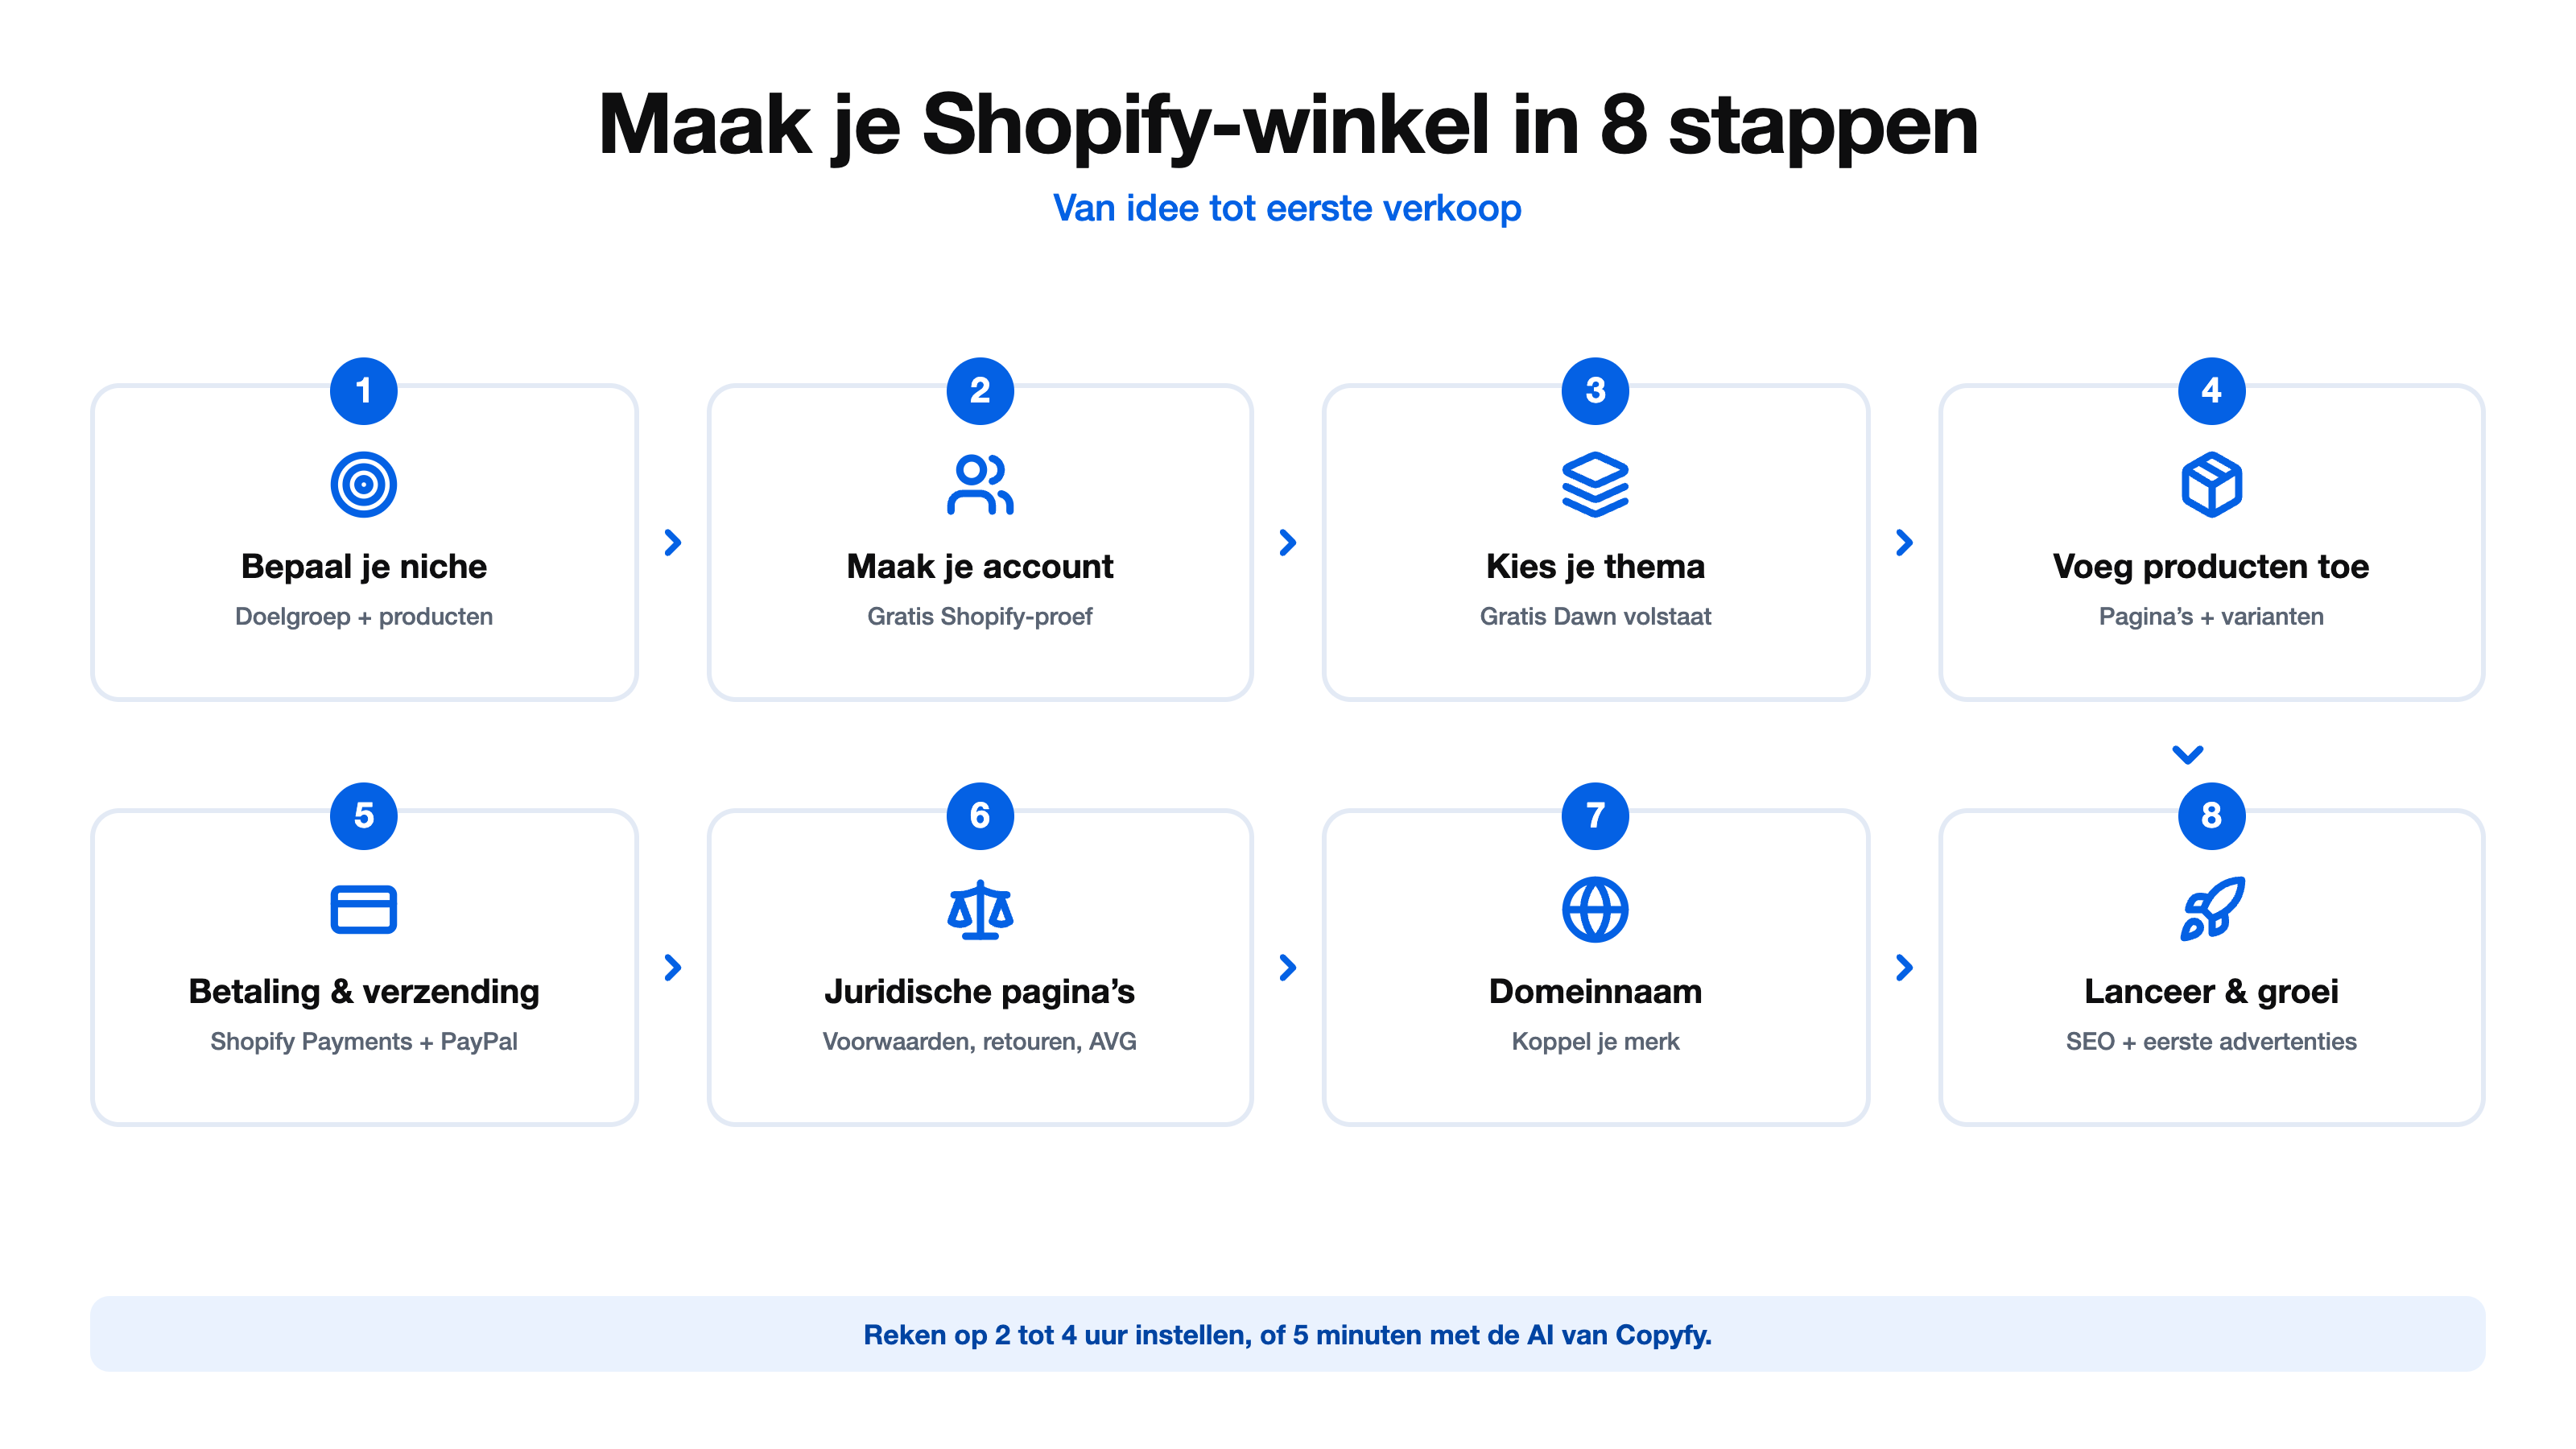 Maak je Shopify-winkel in 8 stappen
Van idee tot eerste verkoop
1
Bepaal je niche
Doelgroep + producten
2
Maak je account
Gratis Shopify-proef
3
Kies je thema
Gratis Dawn volstaat
4
Voeg producten toe
Pagina’s + varianten
5
Betaling & verzending
Shopify Payments + PayPal
6
Juridische pagina’s
Voorwaarden, retouren, AVG
7
Domeinnaam
Koppel je merk
8
Lanceer & groei
SEO + eerste advertenties
Reken op 2 tot 4 uur instellen, of 5 minuten met de AI van Copyfy.